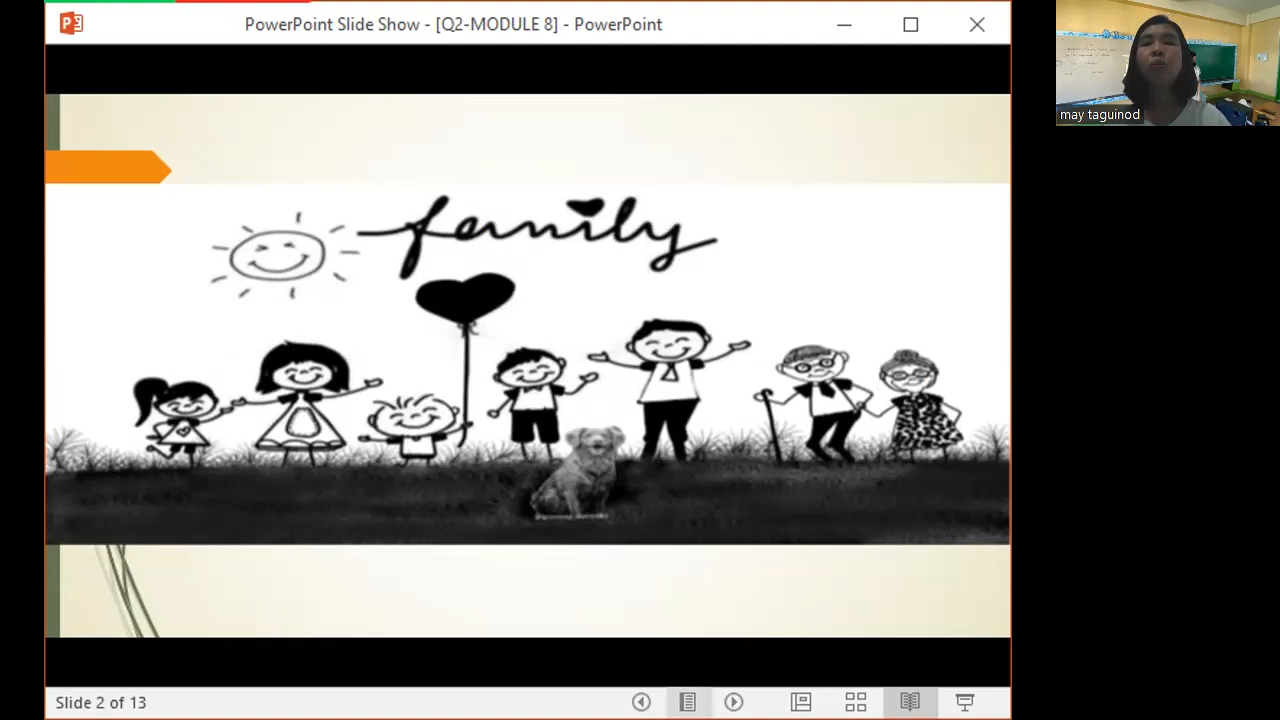 PowerPoint Slide Show - [Q2-MODULE 8] - PowerPoint
may taguinod
family
Slide 2 of 13